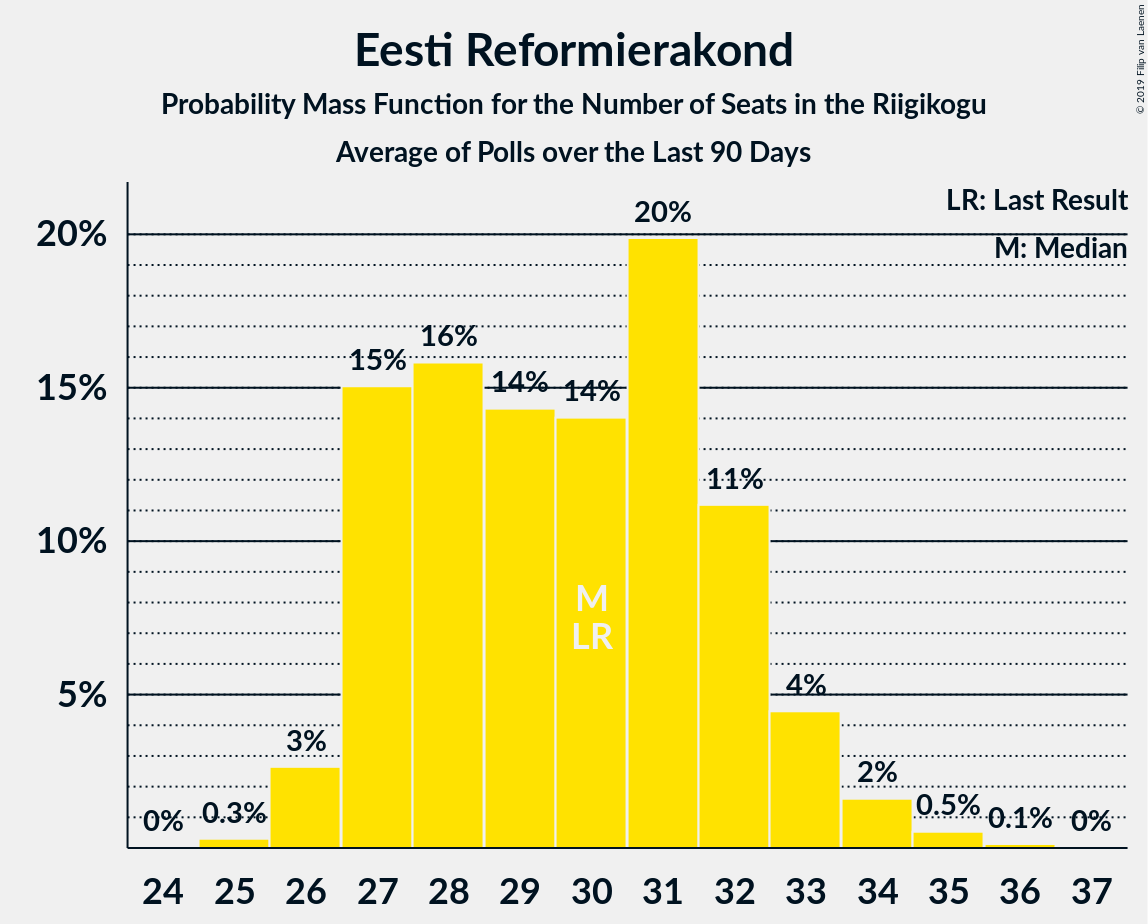 Eesti Reformierakond
Probability Mass Function for the Number of Seats in the Riigikogu
Average of Polls over the Last 90 Days
© 2019 Filip van Laenen
LR: Last Result
M: Median
20%
15%
10%
5%
0%
0.3%
3%
15%
16%
14%
14%
20%
11%
4%
2%
0.5%
0.1%
0%
M
LR
24 25 26 27 28 29 30 31 32 33 34 35 36 37